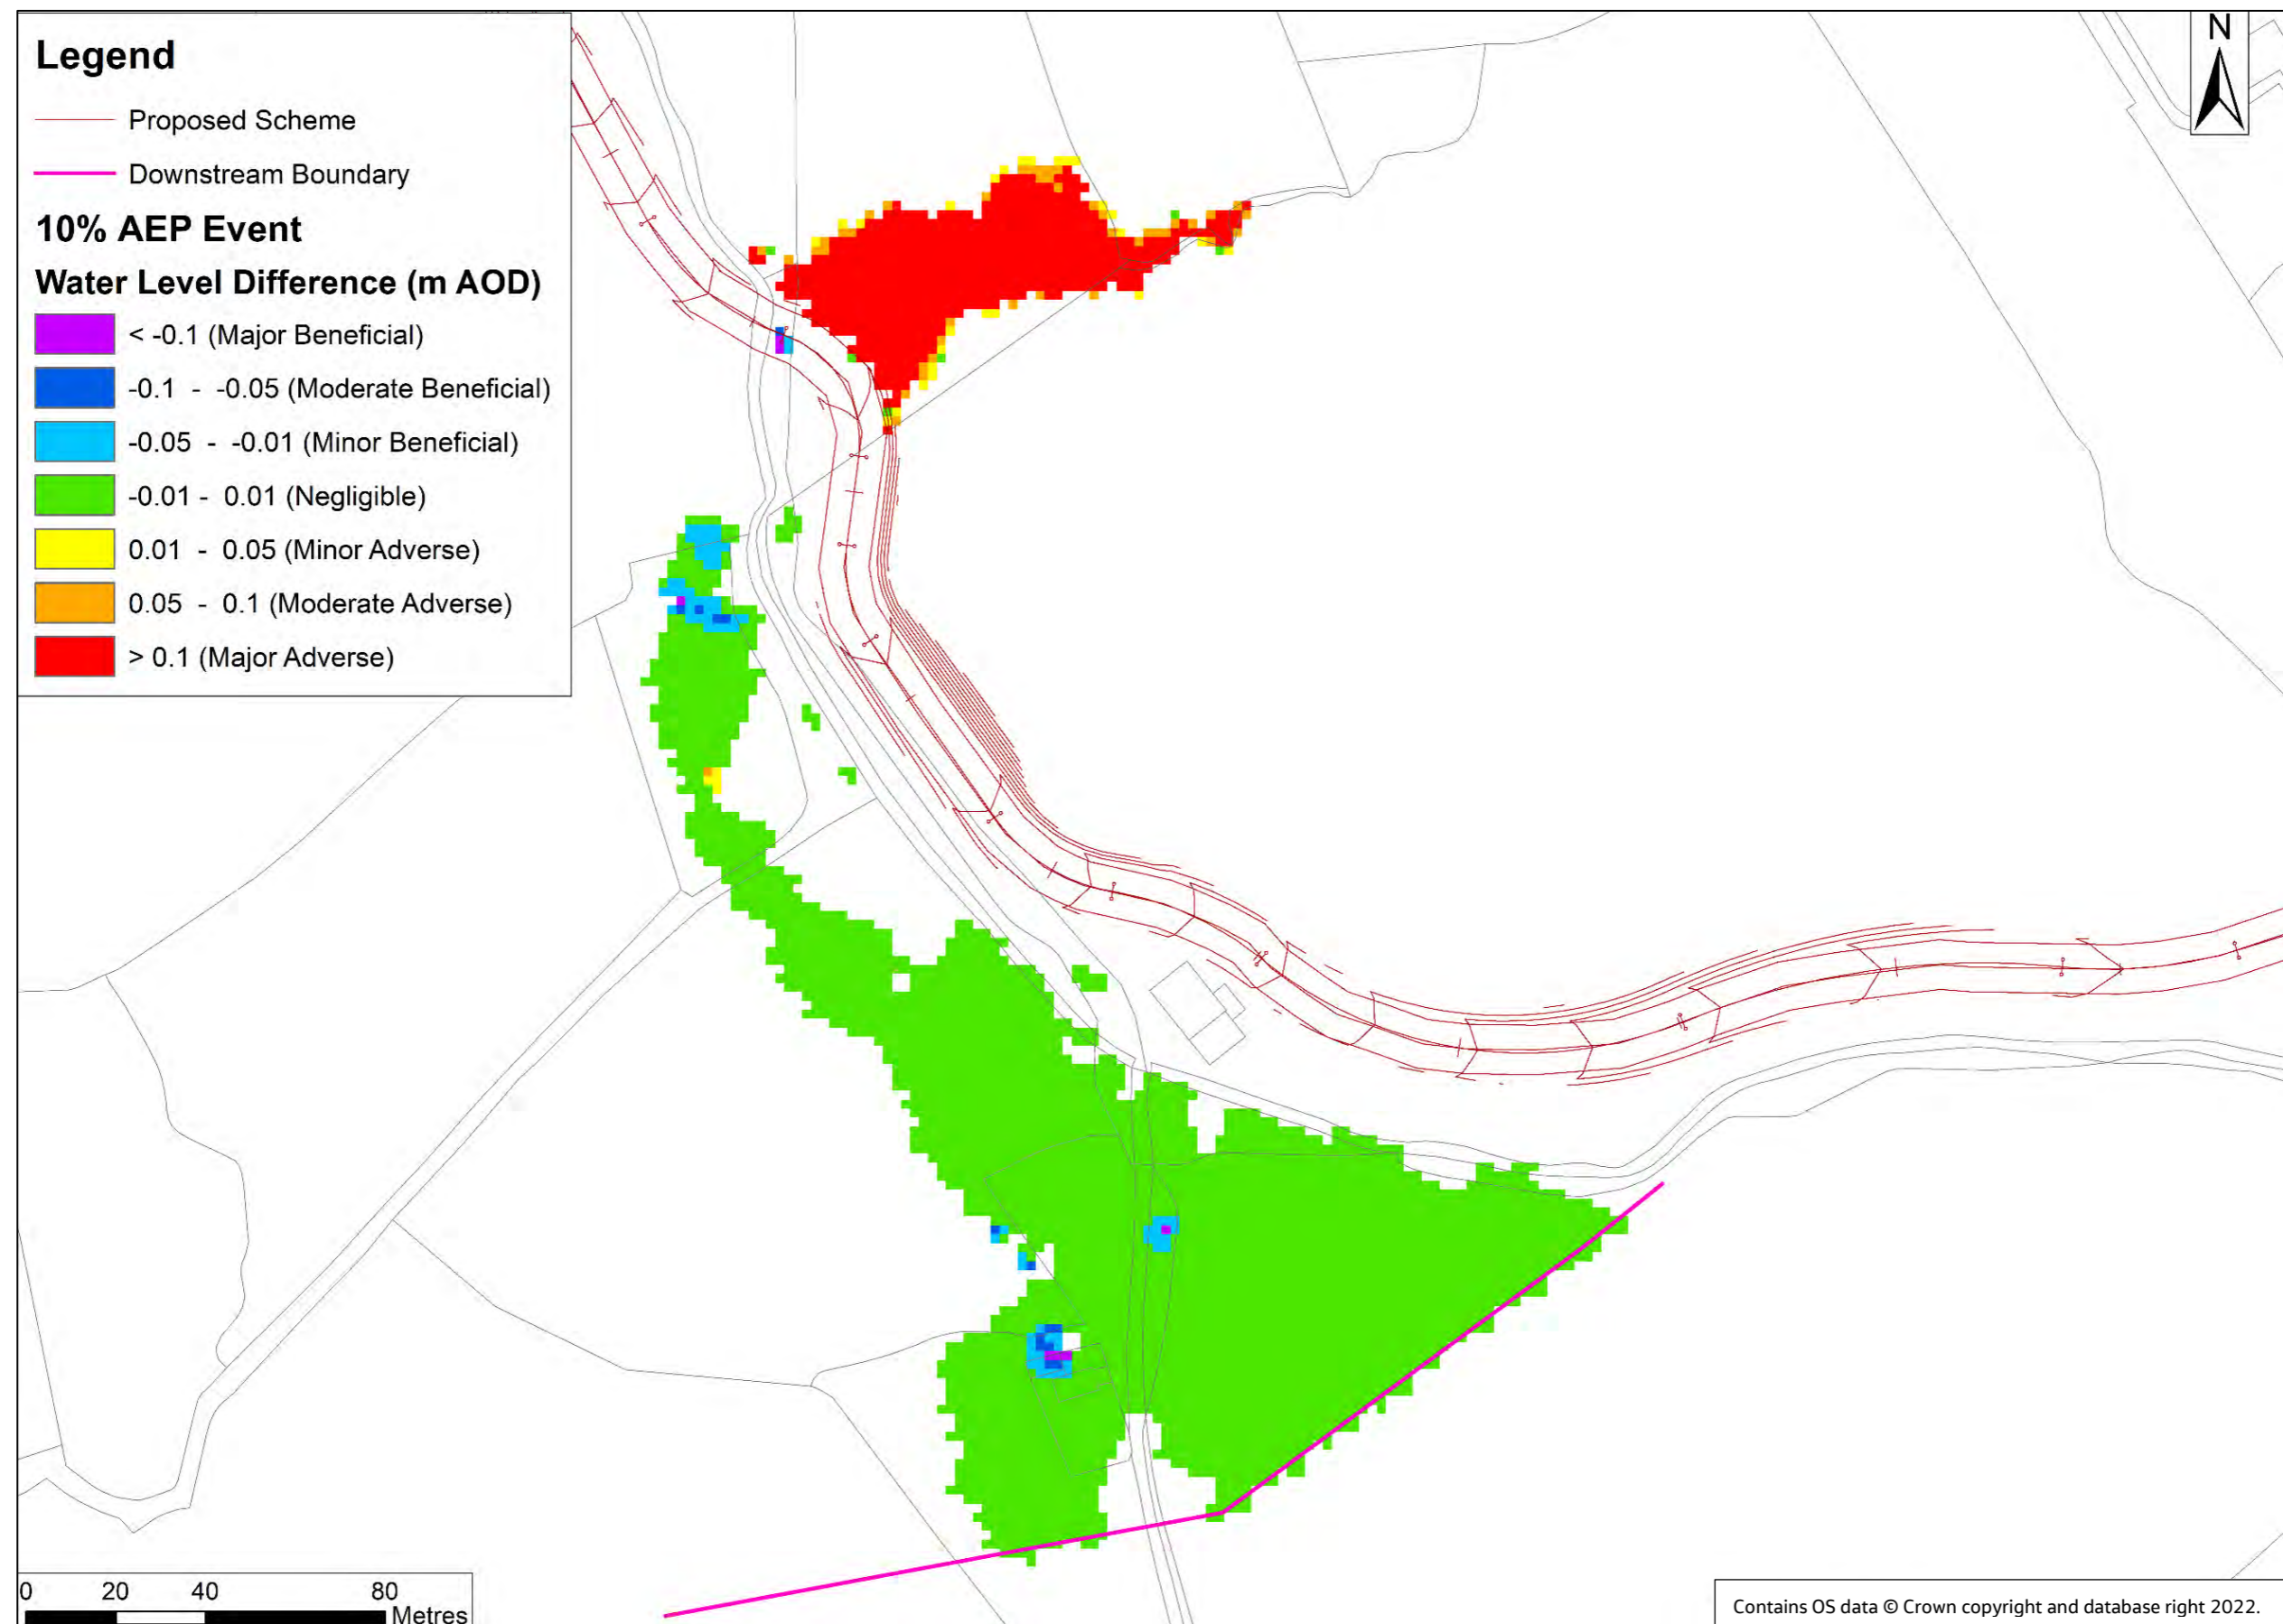 Legend
Proposed Scheme
Downstream Boundary
10% AEP Event
Water Level Difference (m AOD)
< -0.1 (Major Beneficial)
-0.1 - -0.05 (Moderate Beneficial)
-0.05 - -0.01 (Minor Beneficial)
-0.01 - 0.01 (Negligible)
0.01 - 0.05 (Minor Adverse)
0.05 - 0.1 (Moderate Adverse)
> 0.1 (Major Adverse)
N
0 20 40 80
Metres
Contains OS data © Crown copyright and database right 2022.